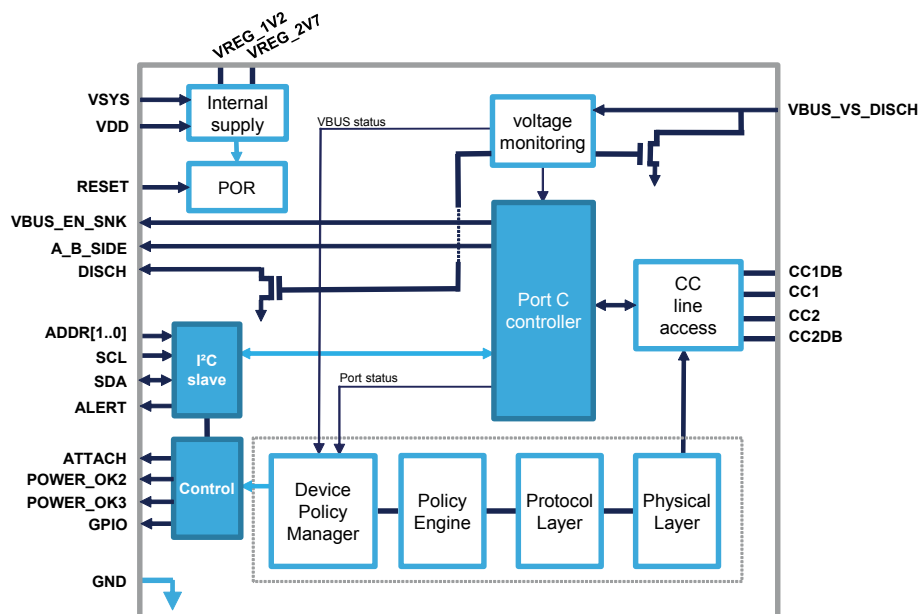 VREG_1V2
VREG_2V7
VSYS
VDD
Internal
supply
VBUS status
voltage
monitoring
VBUS_VS_DISCH
RESET
POR
VBUS_EN_SNK
A_B_SIDE
DISCH
Port C
controller
CC
line
access
CC1DB
CC1
CC2
CC2DB
ADDR[1..0]
SCL
SDA
ALERT
I²C
slave
Port status
ATTACH
POWER_OK2
POWER_OK3
GPIO
Control
Device
Policy
Manager
Policy
Engine
Protocol
Layer
Physical
Layer
GND